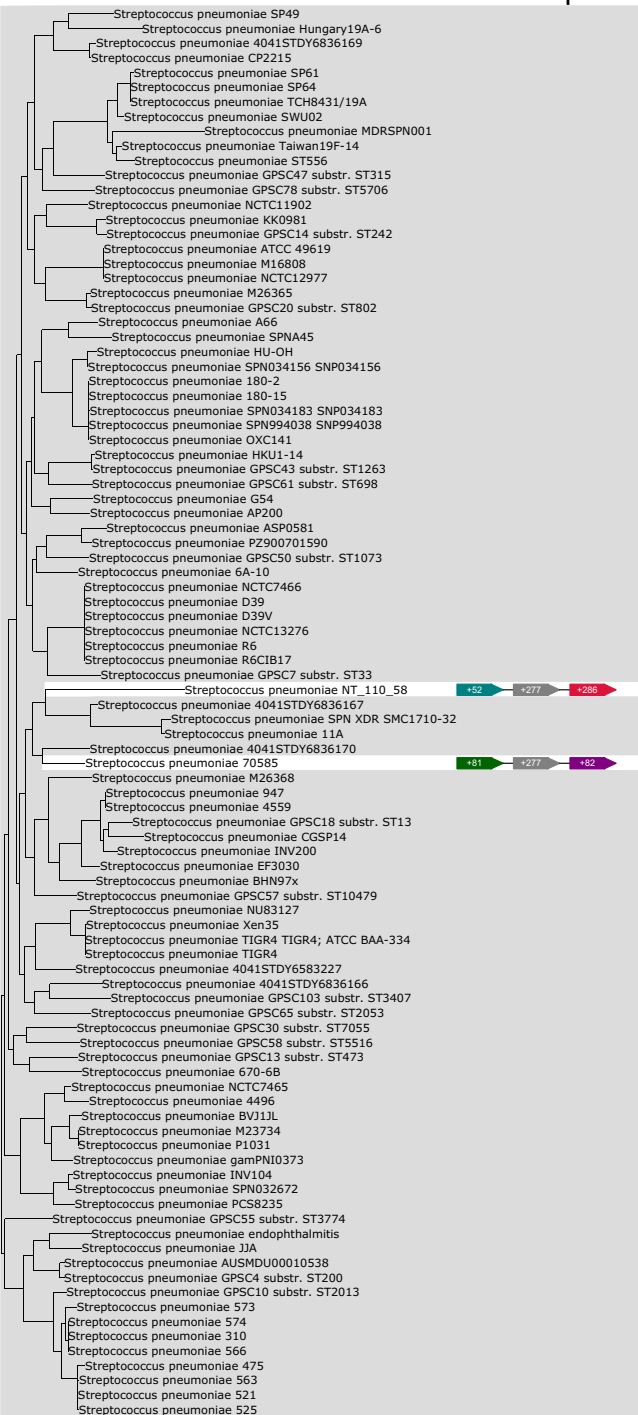 Streptococcus pneumoniae SP49
Streptococcus pneumoniae Hungary19A-6
Streptococcus pneumoniae 4041STDY6836169
Streptococcus pneumoniae CP2215
Streptococcus pneumoniae SP61
Streptococcus pneumoniae SP64
Streptococcus pneumoniae TCH8431/19A
Streptococcus pneumoniae SWU02
Streptococcus pneumoniae MDRSPN001
Streptococcus pneumoniae Taiwan19F-14
Streptococcus pneumoniae ST556
Streptococcus pneumoniae GPSC47 substr. ST315
Streptococcus pneumoniae GPSC78 substr. ST5706
Streptococcus pneumoniae NCTC11902
Streptococcus pneumoniae KK0981
Streptococcus pneumoniae GPSC14 substr. ST242
Streptococcus pneumoniae ATCC 49619
Streptococcus pneumoniae M16808
Streptococcus pneumoniae NCTC12977
Streptococcus pneumoniae M26365
Streptococcus pneumoniae GPSC20 substr. ST802
Streptococcus pneumoniae A66
Streptococcus pneumoniae SPNA45
Streptococcus pneumoniae HU-OH
Streptococcus pneumoniae SPN034156 SNP034156
Streptococcus pneumoniae 180-2
Streptococcus pneumoniae 180-15
Streptococcus pneumoniae SPN034183 SNP034183
Streptococcus pneumoniae SPN994038 SNP994038
Streptococcus pneumoniae OXC141
Streptococcus pneumoniae HKU1-14
Streptococcus pneumoniae GPSC43 substr. ST1263
Streptococcus pneumoniae GPSC61 substr. ST698
Streptococcus pneumoniae G54
Streptococcus pneumoniae AP200
Streptococcus pneumoniae ASP0581
Streptococcus pneumoniae PZ900701590
Streptococcus pneumoniae GPSC50 substr. ST1073
Streptococcus pneumoniae 6A-10
Streptococcus pneumoniae NCTC7466
Streptococcus pneumoniae D39
Streptococcus pneumoniae D39V
Streptococcus pneumoniae NCTC13276
Streptococcus pneumoniae R6
Streptococcus pneumoniae R6CIB17
Streptococcus pneumoniae GPSC7 substr. ST33
Streptococcus pneumoniae NT_110_58 +52 +277 +286
Streptococcus pneumoniae 4041STDY6836167
Streptococcus pneumoniae SPN XDR SMC1710-32
Streptococcus pneumoniae 11A
Streptococcus pneumoniae 4041STDY6836170
Streptococcus pneumoniae 70585 +81 +277 +82
Streptococcus pneumoniae M26368
Streptococcus pneumoniae 947
Streptococcus pneumoniae 4559
Streptococcus pneumoniae GPSC18 substr. ST13
Streptococcus pneumoniae CGSP14
Streptococcus pneumoniae INV200
Streptococcus pneumoniae EF3030
Streptococcus pneumoniae BHN97x
Streptococcus pneumoniae GPSC57 substr. ST10479
Streptococcus pneumoniae NU83127
Streptococcus pneumoniae Xen35
Streptococcus pneumoniae TIGR4 TIGR4; ATCC BAA-334
Streptococcus pneumoniae TIGR4
Streptococcus pneumoniae 4041STDY6583227
Streptococcus pneumoniae 4041STDY6836166
Streptococcus pneumoniae GPSC103 substr. ST3407
Streptococcus pneumoniae GPSC65 substr. ST2053
Streptococcus pneumoniae GPSC30 substr. ST7055
Streptococcus pneumoniae GPSC58 substr. ST5516
Streptococcus pneumoniae GPSC13 substr. ST473
Streptococcus pneumoniae 670-6B
Streptococcus pneumoniae NCTC7465
Streptococcus pneumoniae 4496
Streptococcus pneumoniae BVJ1JL
Streptococcus pneumoniae M23734
Streptococcus pneumoniae P1031
Streptococcus pneumoniae gamPNI0373
Streptococcus pneumoniae INV104
Streptococcus pneumoniae SPN032672
Streptococcus pneumoniae PCS8235
Streptococcus pneumoniae GPSC55 substr. ST3774
Streptococcus pneumoniae endophthalmitis
Streptococcus pneumoniae JJA
Streptococcus pneumoniae AUSMDU00010538
Streptococcus pneumoniae GPSC4 substr. ST200
Streptococcus pneumoniae GPSC10 substr. ST2013
Streptococcus pneumoniae 573
Streptococcus pneumoniae 574
Streptococcus pneumoniae 310
Streptococcus pneumoniae 566
Streptococcus pneumoniae 475
Streptococcus pneumoniae 563
Streptococcus pneumoniae 521
Streptococcus pneumoniae 525